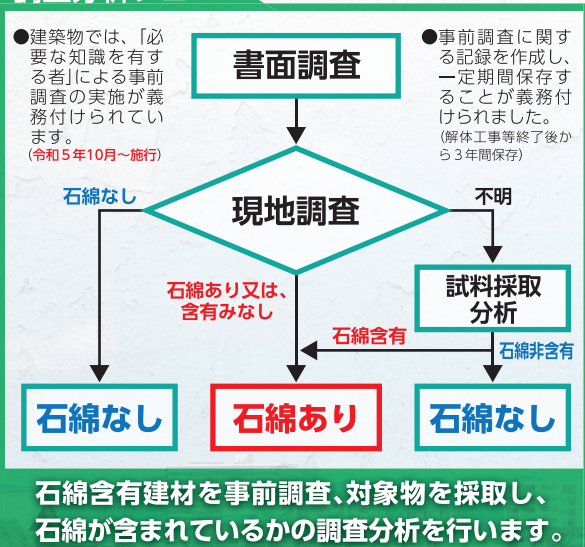 ●建築物では、「必
要な知識を有す
る者」による事前
調査の実施が義
務付けられてい
ます。
(令和5年10月～施行)
書面調査
●事前調査に関す
る記録を作成し、
一定期間保存す
ることが義務付
けられました。
(解体工事等終了後か
ら3年間保存)
現地調査
石綿なし
不明
石綿あり又は、
含有みなし
試料採取
分析
石綿含有
石綿非含有
石綿なし
石綿あり
石綿なし
石綿含有建材を事前調査、対象物を採取し、
石綿が含まれているかの調査分析を行います。